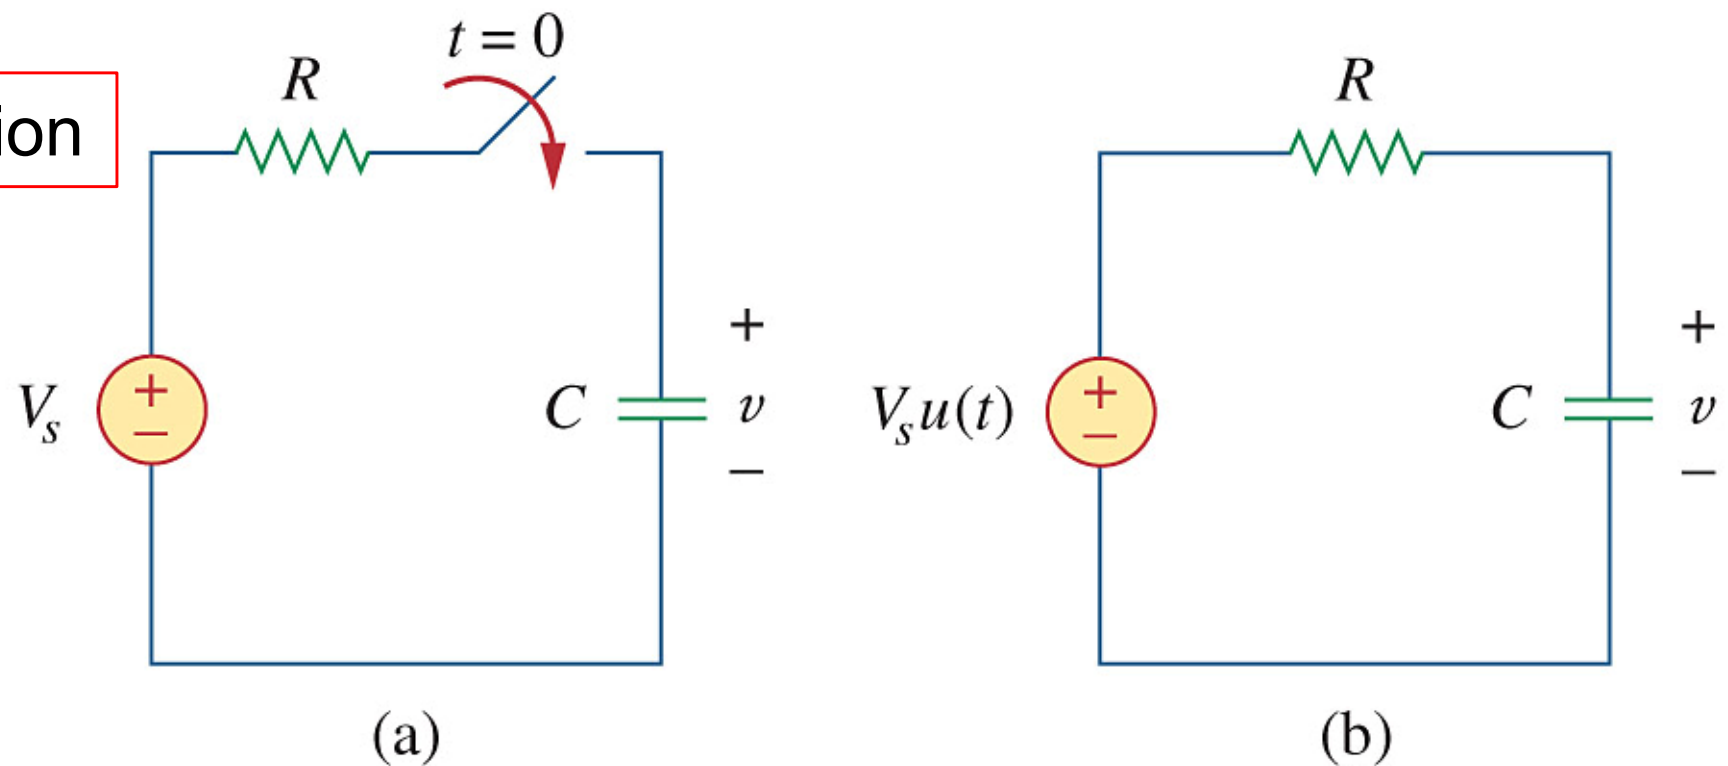 ion
t = 0
R
V_s
+
−
C
+
v
−
(a)
R
V_s u(t)
+
−
C
+
v
−
(b)